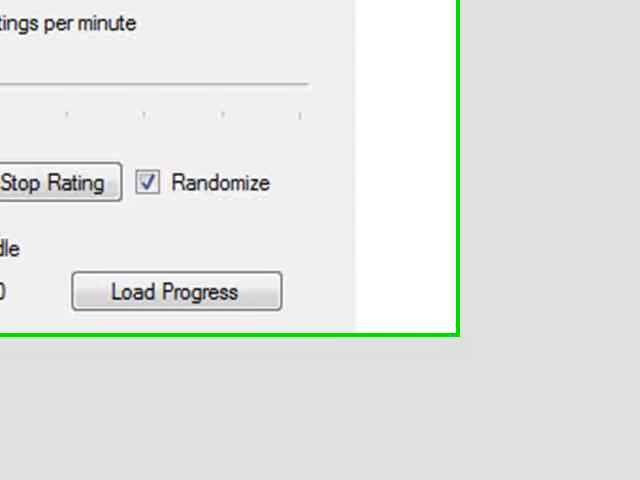 tings per minute
Stop Rating Randomize
dle
0 Load Progress